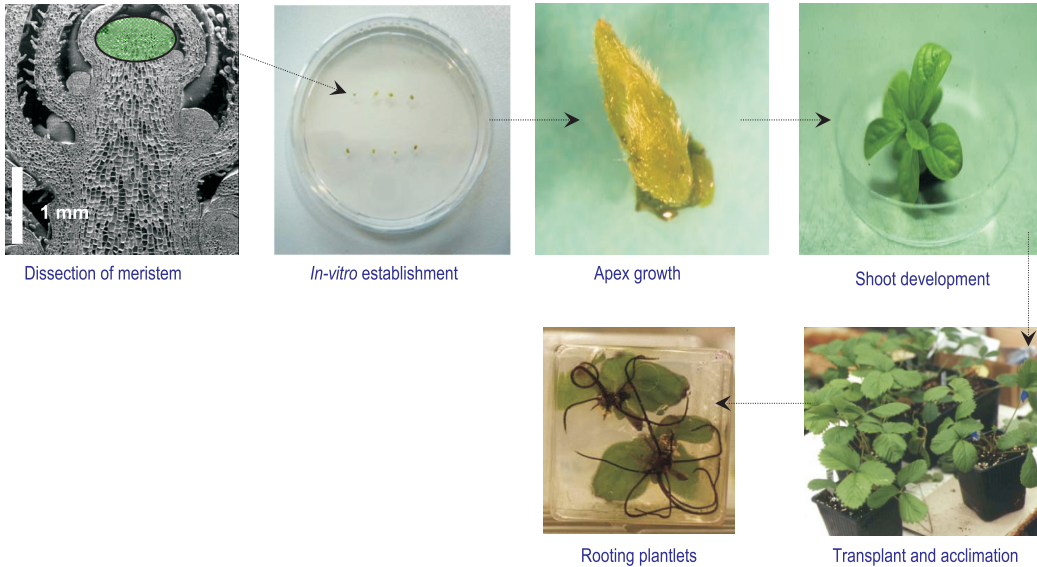 1 mm
Dissection of meristem
In-vitro establishment
Apex growth
Shoot development
Rooting plantlets
Transplant and acclimation